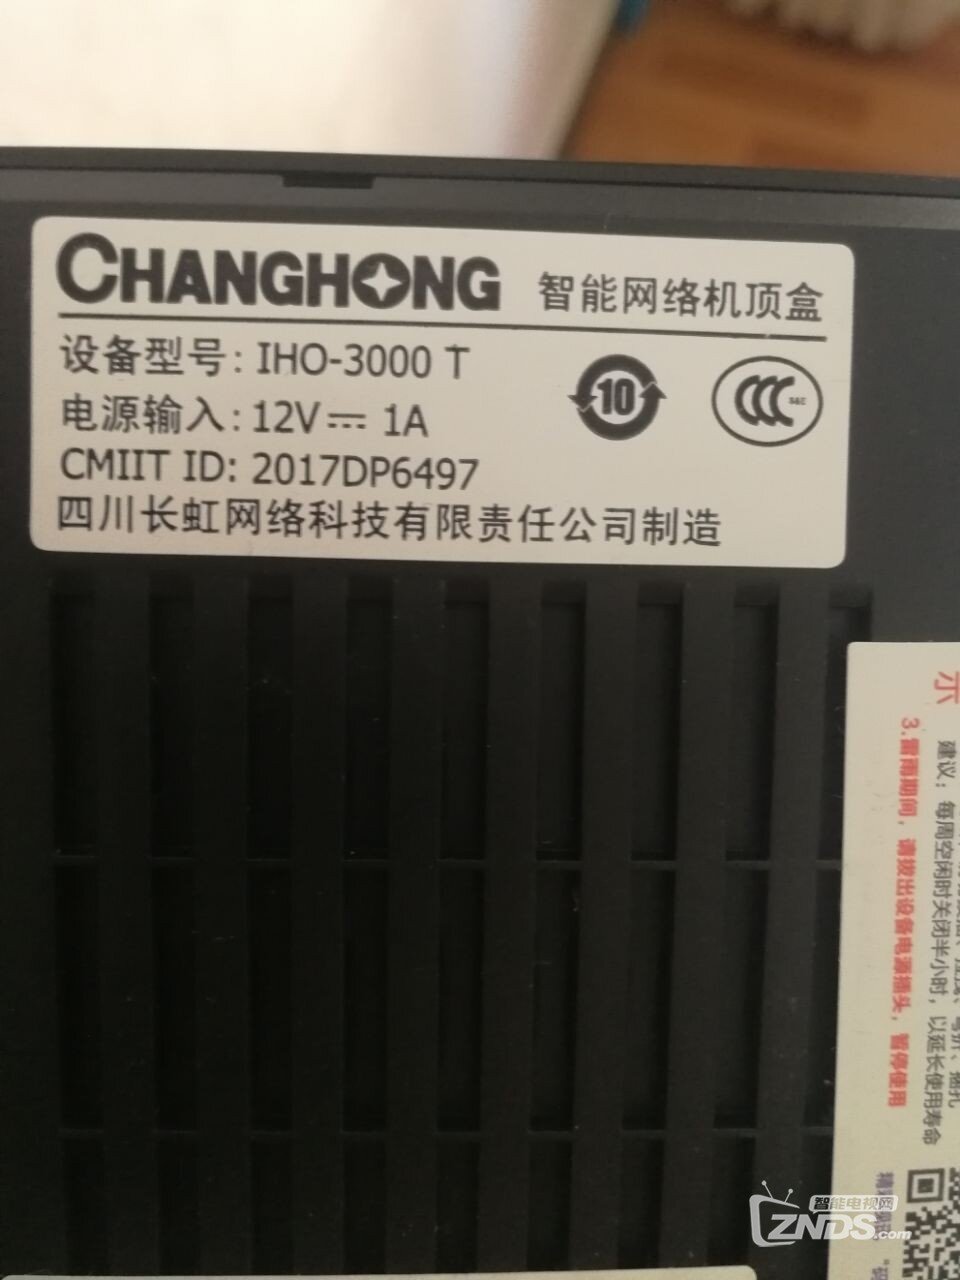 CHANGHONG 智能网络机顶盒
设备型号: IHO-3000 T
电源输入: 12V⎓ 1A
10
CCC S&E
CMIIT ID: 2017DP6497
四川长虹网络科技有限责任公司制造
示
建议：每周空闲时关闭半小时，以延长使用寿命
3.雷雨期间，请拔出设备电源插头，暂停使用
智能电视网
ZNDS.com